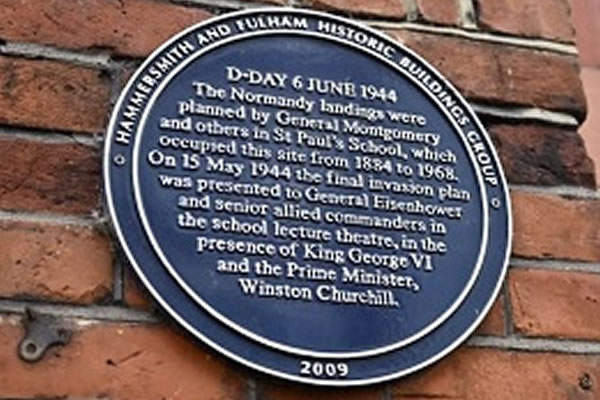 HAMMERSMITH AND FULHAM HISTORIC BUILDINGS GROUP
D-DAY 6 JUNE 1944
The Normandy landings were
planned by General Montgomery
and others in St Paul's School, which
occupied this site from 1884 to 1968.
On 15 May 1944 the final invasion plan
was presented to General Eisenhower
and senior allied commanders in
the school lecture theatre, in the
presence of King George VI
and the Prime Minister,
Winston Churchill.
2009